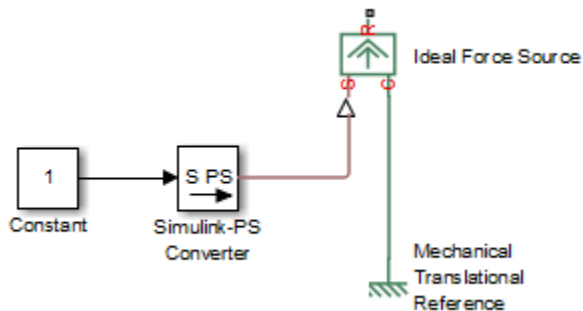 R
Ideal Force Source
S
C
1
S PS
Constant
Simulink-PS
Converter
Mechanical
Translational
Reference